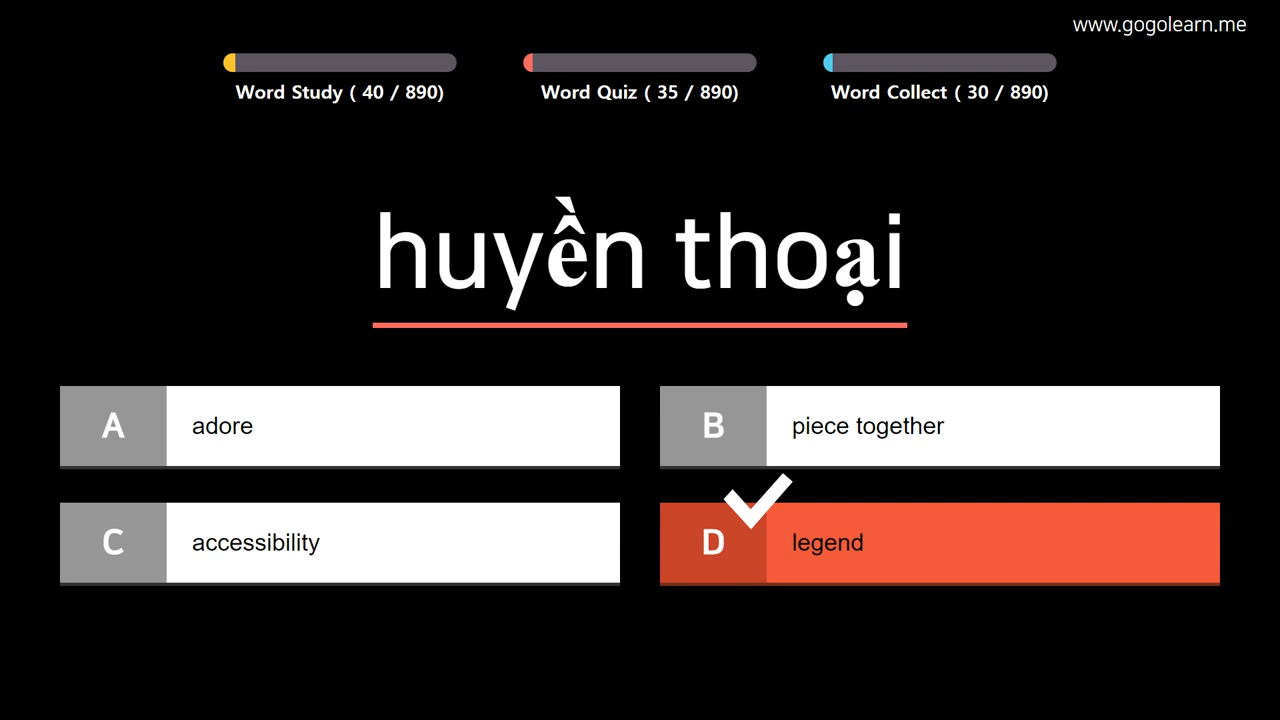 www.gogolearn.me
Word Study ( 40 / 890)
Word Quiz ( 35 / 890)
Word Collect ( 30 / 890)
huyền thoại
A adore
B piece together
C accessibility
D legend